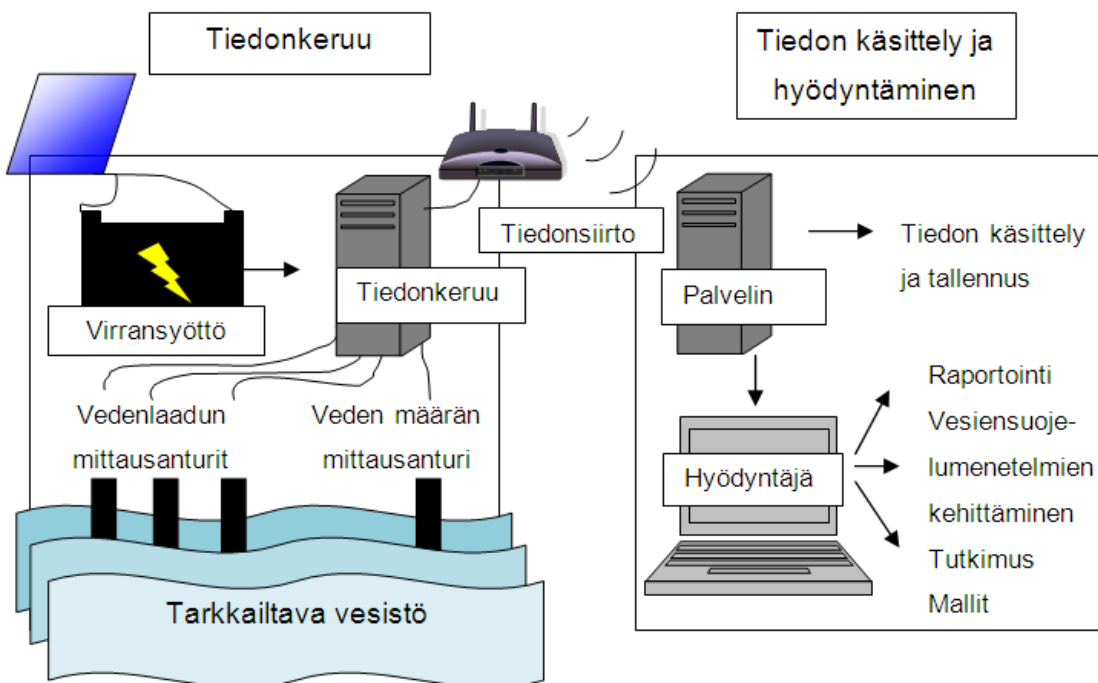 Tiedonkeruu
Tiedon käsittely ja
hyödyntäminen
Tiedonsiirto
Tiedonkeruu
Virransyöttö
Vedenlaadun
mittausanturit
Veden määrän
mittausanturi
Tarkkailtava vesistö
Palvelin
Tiedon käsittely
ja tallennus
Hyödyntäjä
Raportointi
Vesiensuoje-
lumenetelmien
kehittäminen
Tutkimus
Mallit